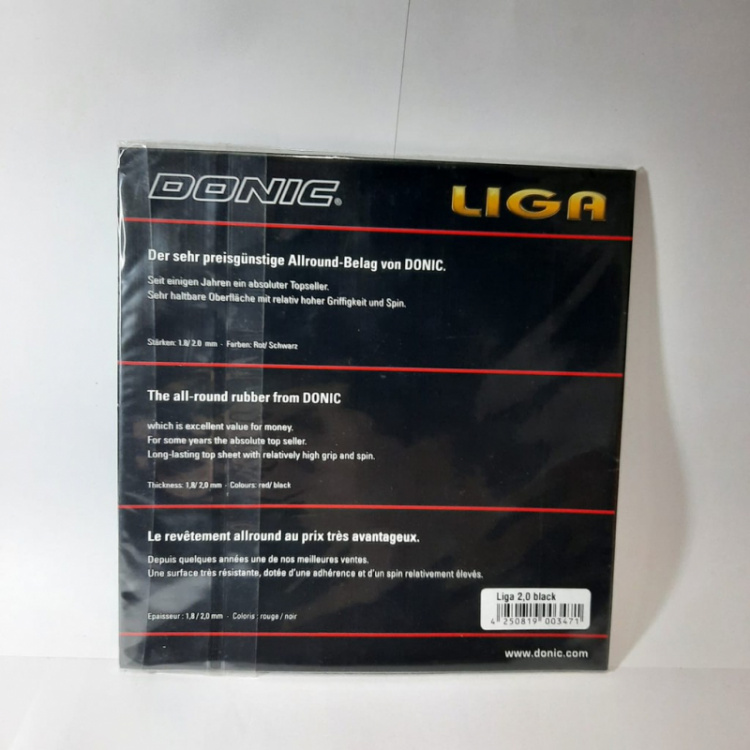 DONIC®
LIGA
Der sehr preisgünstige Allround-Belag von DONIC.
Seit einigen Jahren ein absoluter Topseller.
Sehr haltbare Oberfläche mit relativ hoher Griffigkeit und Spin.
Stärken: 1.8/ 2.0 mm - Farben: Rot/ Schwarz
The all-round rubber from DONIC
which is excellent value for money.
For some years the absolute top seller.
Long-lasting top sheet with relatively high grip and spin.
Thickness: 1,8/ 2,0 mm - Colours: red/ black
Le revêtement allround au prix très avantageux.
Depuis quelques années une de nos meilleures ventes.
Une surface très résistante, dotée d'une adhérence et d'un spin relativement élevés.
Epaisseur : 1,8 / 2,0 mm - Coloris : rouge / noir
Liga 2,0 black
4 250819 003471
www.donic.com